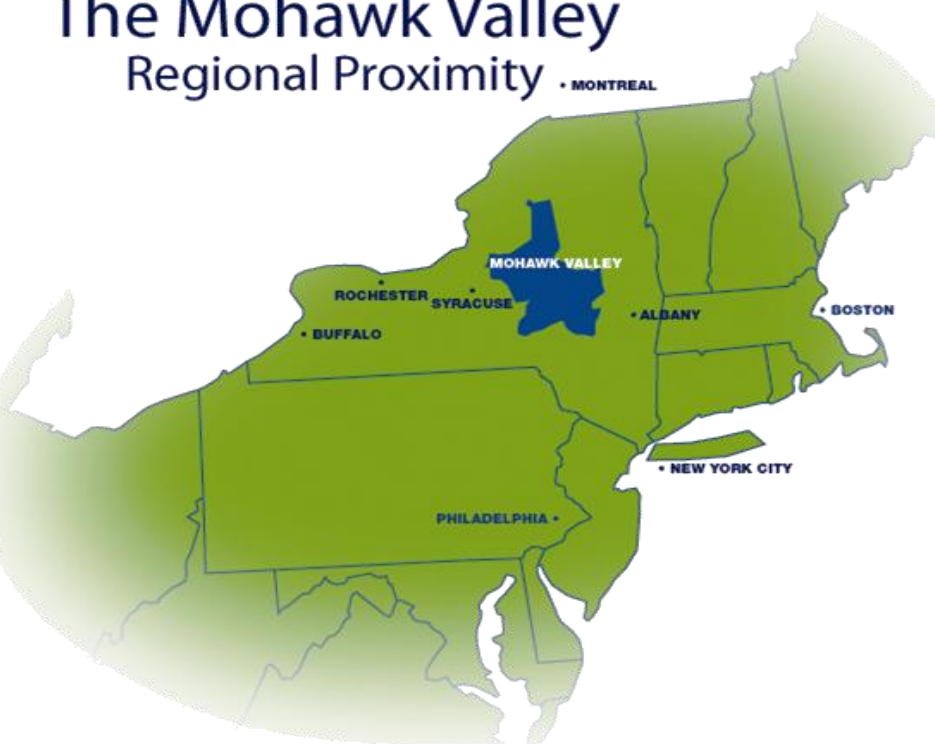 The Mohawk Valley
Regional Proximity
• MONTREAL
MOHAWK VALLEY
ROCHESTER
SYRACUSE
• ALBANY
• BOSTON
• BUFFALO
• NEW YORK CITY
PHILADELPHIA •